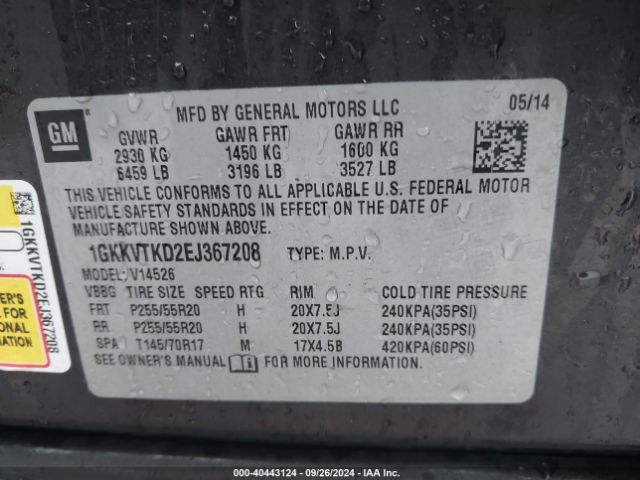 GM
MFD BY GENERAL MOTORS LLC 05/14
GVWR GAWR FRT GAWR RR
2930 KG 1450 KG 1600 KG
6459 LB 3196 LB 3527 LB
THIS VEHICLE CONFORMS TO ALL APPLICABLE U.S. FEDERAL MOTOR
VEHICLE SAFETY STANDARDS IN EFFECT ON THE DATE OF
MANUFACTURE SHOWN ABOVE.
1GKKVTKD2EJ367208 TYPE: M.P.V.
MODEL: V14526
VBBG TIRE SIZE SPEED RTG RIM COLD TIRE PRESSURE
FRT P255/55R20 H 20X7.5J 240KPA(35PSI)
RR P255/55R20 H 20X7.5J 240KPA(35PSI)
SPA T145/70R17 M 17X4.5B 420KPA(60PSI)
SEE OWNER'S MANUAL FOR MORE INFORMATION
1GKKVTKD2EJ367208
000-40443124 - 09/26/2024 - IAA Inc.